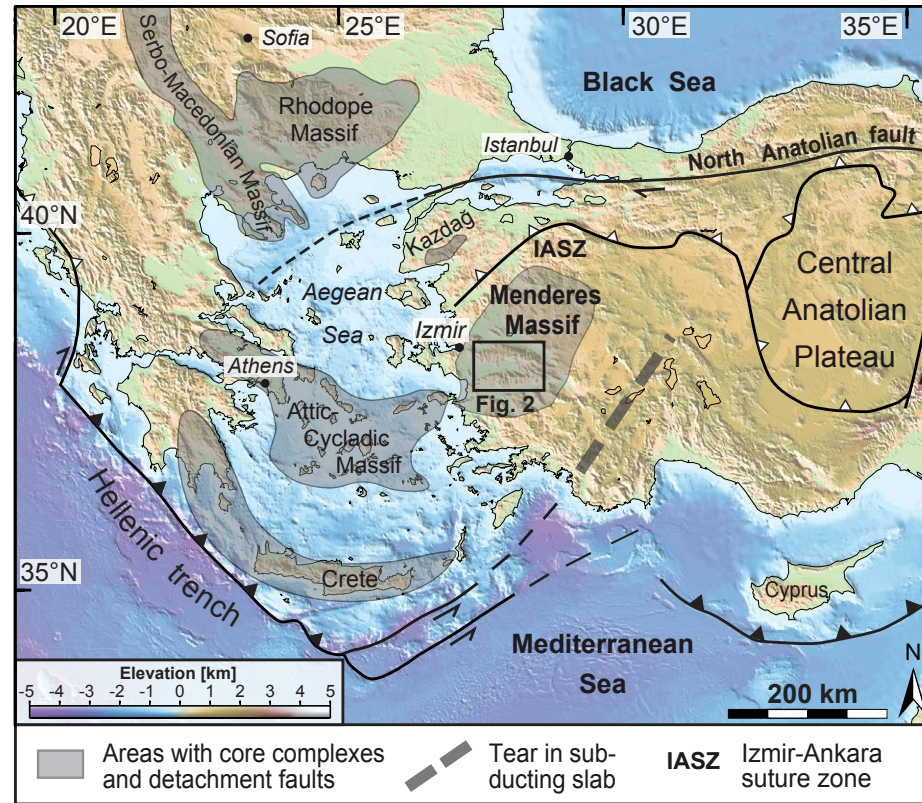 20°E
25°E
30°E
35°E
Sofia
Serbo-Macedonian Massif
Rhodope
Massif
Black Sea
Istanbul
North Anatolian fault
40°N
Kazdağ
IASZ
Central
Anatolian
Plateau
Aegean
Sea
Menderes
Massif
Izmir
Athens
Fig. 2
Attic-
Cycladic
Massif
Hellenic trench
35°N
Crete
Cyprus
Mediterranean
Sea
N
Elevation [km]
-5 -4 -3 -2 -1 0 1 2 3 4 5
200 km
Areas with core complexes
and detachment faults
Tear in sub-
ducting slab
IASZ
Izmir-Ankara
suture zone